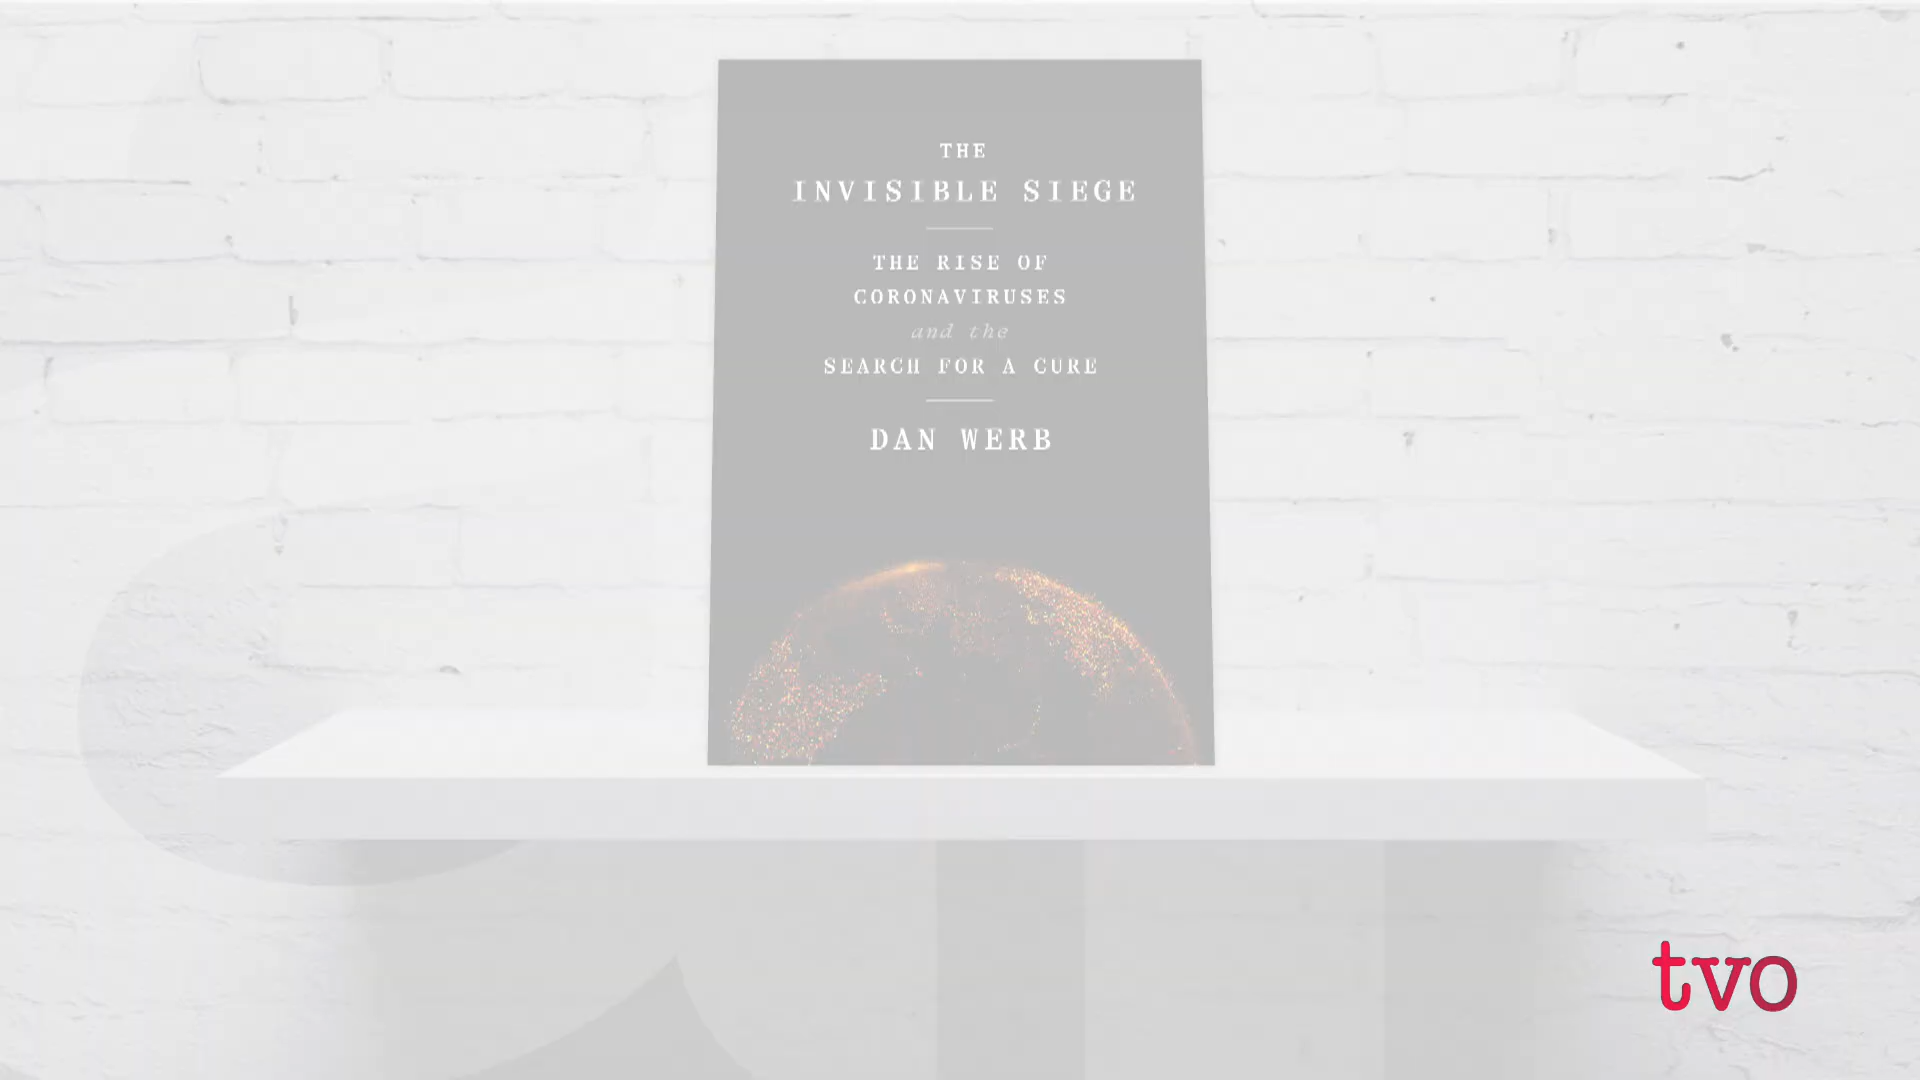 THE
INVISIBLE SIEGE
THE RISE OF
CORONAVIRUSES
and the
SEARCH FOR A CURE
DAN WERB
tvo